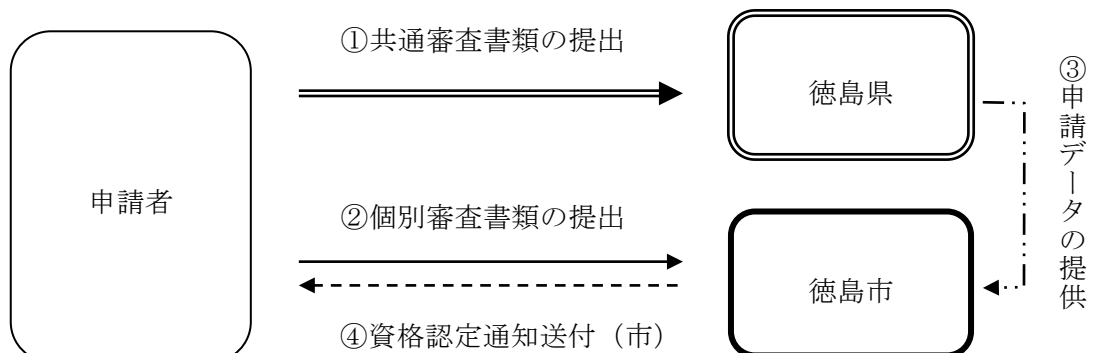 ①共通審査書類の提出
徳島県
③申請データの提供
申請者
②個別審査書類の提出
徳島市
④資格認定通知送付（市）